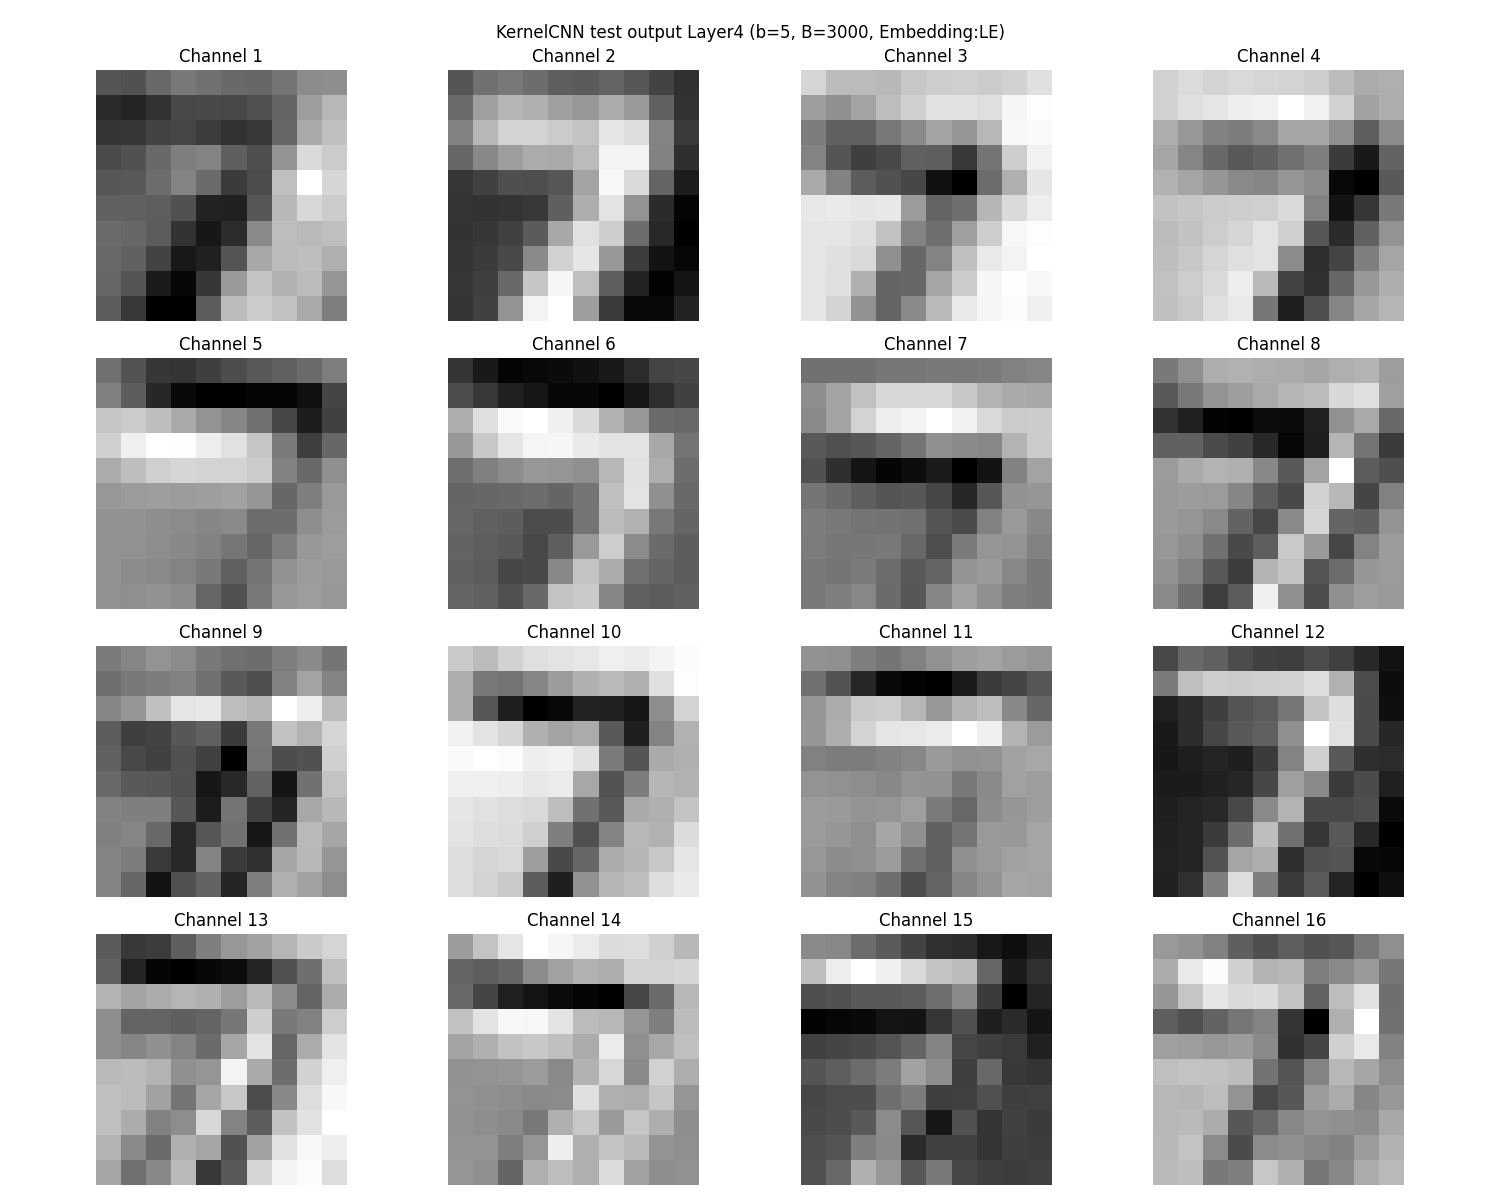 KernelCNN test output Layer4 (b=5, B=3000, Embedding:LE)
Channel 1
Channel 2
Channel 3
Channel 4
Channel 5
Channel 6
Channel 7
Channel 8
Channel 9
Channel 10
Channel 11
Channel 12
Channel 13
Channel 14
Channel 15
Channel 16